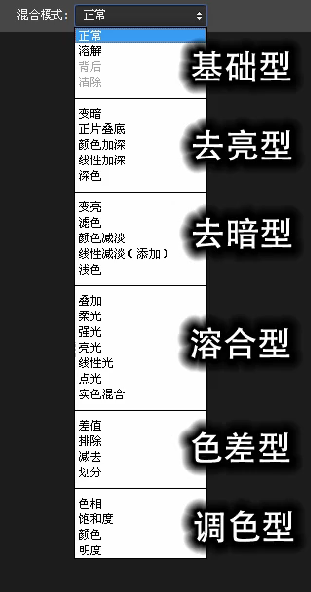 混合模式: 正常
正常
溶解
背后
清除
基础型
变暗
正片叠底
颜色加深
线性加深
深色
去亮型
变亮
滤色
颜色减淡
线性减淡(添加)
浅色
去暗型
叠加
柔光
强光
亮光
线性光
点光
实色混合
溶合型
差值
排除
减去
划分
色差型
色相
饱和度
颜色
明度
调色型